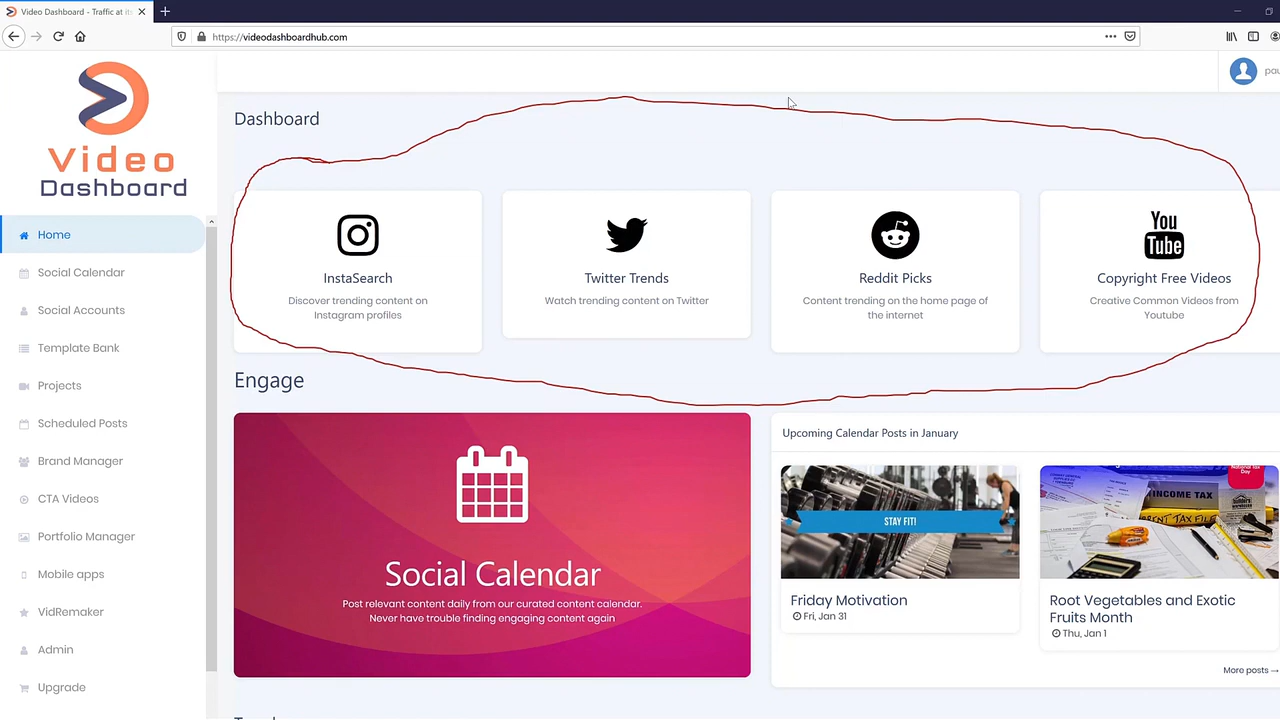 Video Dashboard - Traffic at it
https://videodashboardhub.com
Video
Dashboard
pau
Home
Social Calendar
Social Accounts
Template Bank
Projects
Scheduled Posts
Brand Manager
CTA Videos
Portfolio Manager
Mobile apps
VidRemaker
Admin
Upgrade
Dashboard
InstaSearch
Discover trending content on
Instagram profiles
Twitter Trends
Watch trending content on Twitter
Reddit Picks
Content trending on the home page of
the internet
You
Tube
Copyright Free Videos
Creative Common Videos from
Youtube
Engage
Social Calendar
Post relevant content daily from our curated content calendar.
Never have trouble finding engaging content again
Upcoming Calendar Posts in January
STAY FIT!
Friday Motivation
Fri, Jan 31
National Tax
Day
INCOME TAX
Root Vegetables and Exotic
Fruits Month
Thu, Jan 1
More posts →